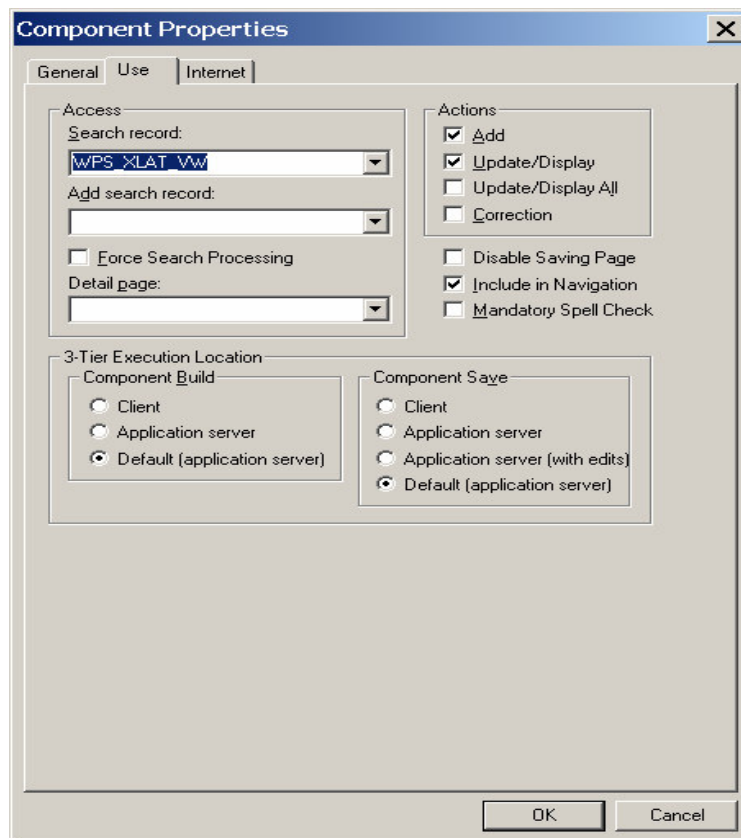 Component Properties
General Use Internet
Access
Search record:
WPS_XLAT_VW
Add search record:
Force Search Processing
Detail page:
Actions
Add
Update/Display
Update/Display All
Correction
Disable Saving Page
Include in Navigation
Mandatory Spell Check
3-Tier Execution Location
Component Build
Client
Application server
Default (application server)
Component Save
Client
Application server
Application server (with edits)
Default (application server)
OK Cancel